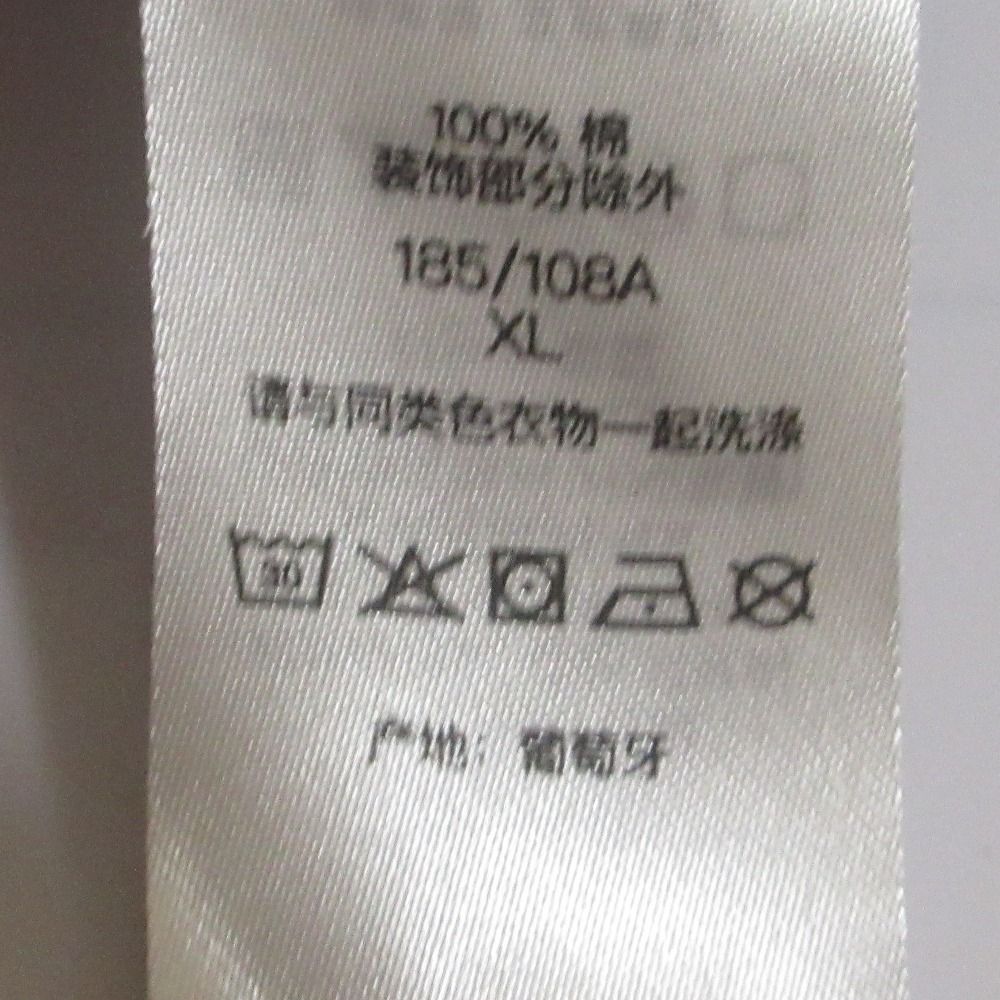 100% 棉
装饰部分除外
185/108A
XL
请与同类色衣物一起洗涤
30
产地：葡萄牙